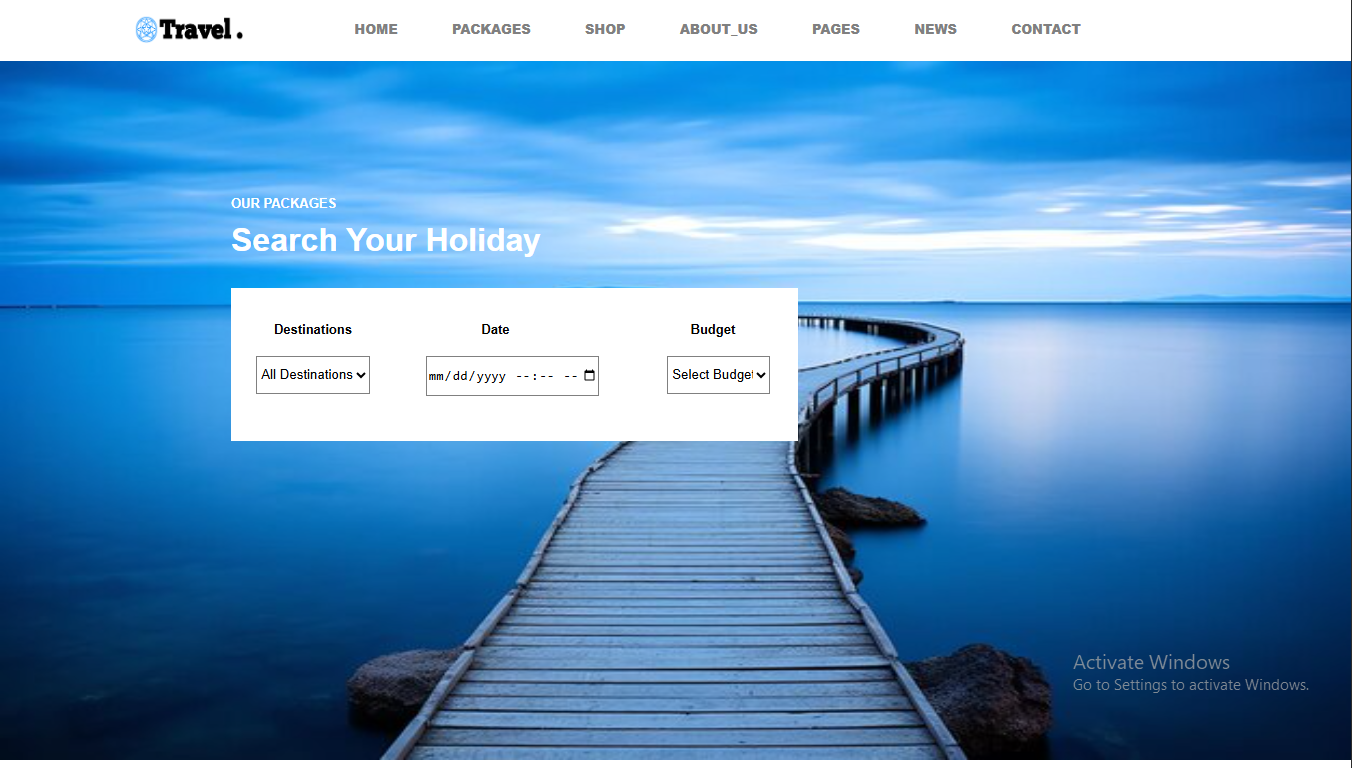 Travel .
HOME PACKAGES SHOP ABOUT_US PAGES NEWS CONTACT
OUR PACKAGES
Search Your Holiday
Destinations Date Budget
All Destinations mm/dd/yyyy --:-- -- Select Budget
Activate Windows
Go to Settings to activate Windows.